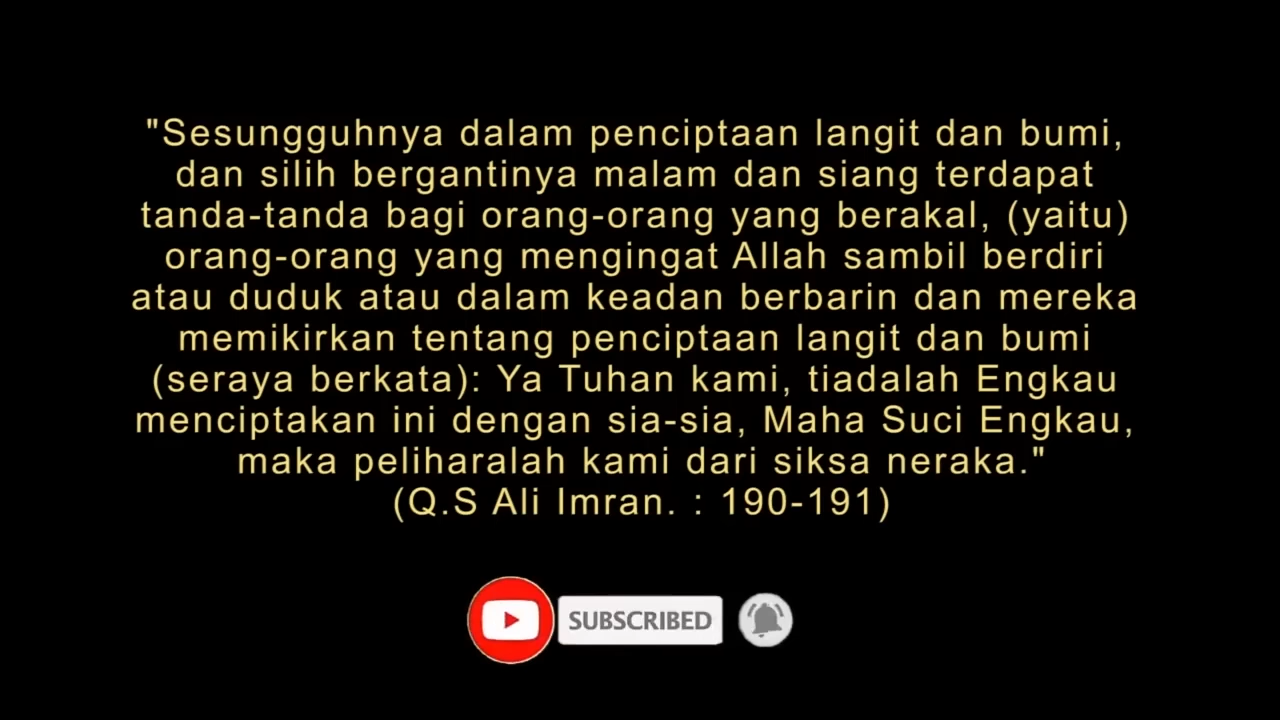 "Sesungguhnya dalam penciptaan langit dan bumi,
dan silih bergantinya malam dan siang terdapat
tanda-tanda bagi orang-orang yang berakal, (yaitu)
orang-orang yang mengingat Allah sambil berdiri
atau duduk atau dalam keadan berbarin dan mereka
memikirkan tentang penciptaan langit dan bumi
(seraya berkata): Ya Tuhan kami, tiadalah Engkau
menciptakan ini dengan sia-sia, Maha Suci Engkau,
maka peliharalah kami dari siksa neraka."
(Q.S Ali Imran. : 190-191)
SUBSCRIBED